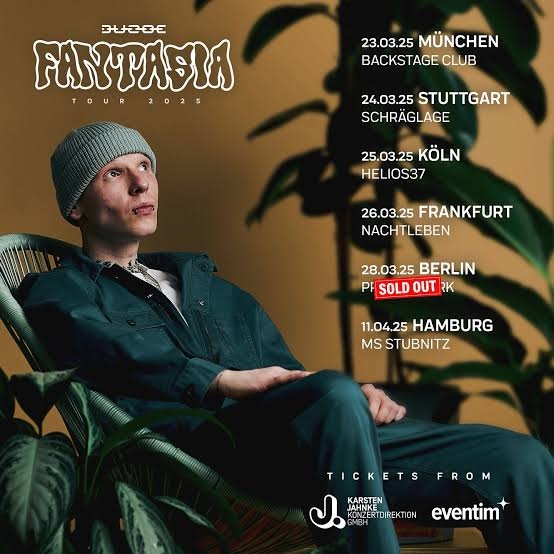 FANTASIA
TOUR 2025
23.03.25 MÜNCHEN
BACKSTAGE CLUB
24.03.25 STUTTGART
SCHRÄGLAGE
25.03.25 KÖLN
HELIOS37
26.03.25 FRANKFURT
NACHTLEBEN
28.03.25 BERLIN
SOLD OUT
11.04.25 HAMBURG
MS STUBNITZ
TICKETS FROM
KARSTEN
JAHNKE
KONZERTDIREKTION
GMBH
eventim